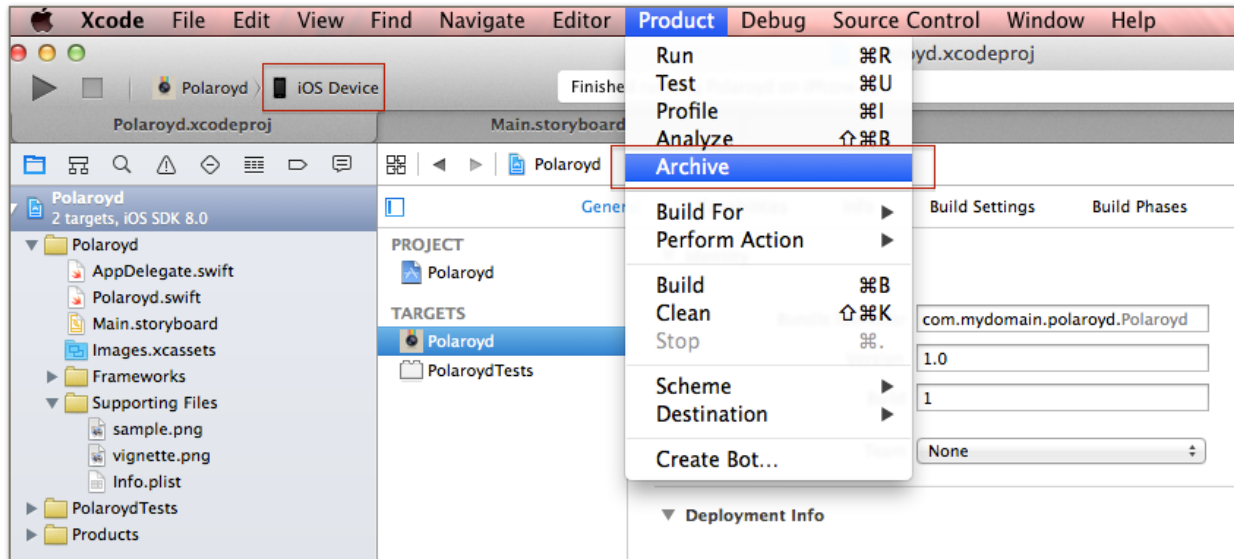 Xcode File Edit View Find Navigate Editor Product Debug Source Control Window Help
yd.xcodeproj
Polaroyd iOS Device
Finishe
Polaroyd.xcodeproj
Main.storyboard
Run ⌘R
Test ⌘U
Profile ⌘I
Analyze ⇧⌘B
Archive
Build For
Perform Action
Build ⌘B
Clean ⇧⌘K
Stop ⌘.
Scheme
Destination
Create Bot...
Polaroyd
2 targets, iOS SDK 8.0
Polaroyd
AppDelegate.swift
Polaroyd.swift
Main.storyboard
Images.xcassets
Frameworks
Supporting Files
sample.png
vignette.png
Info.plist
PolaroydTests
Products
Polaroyd
Gener
Build Settings Build Phases
PROJECT
Polaroyd
TARGETS
Polaroyd
PolaroydTests
com.mydomain.polaroyd.Polaroyd
1.0
1
Team None
Deployment Info